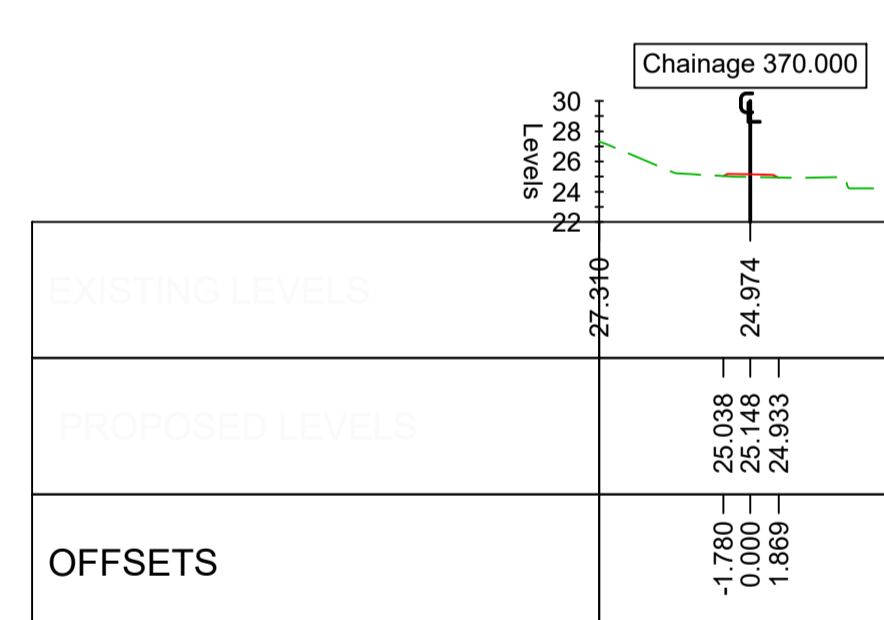 Chainage 370.000
CL
30
28
26
24
22
Levels
EXISTING LEVELS
27.310
24.974
PROPOSED LEVELS
25.038
25.148
24.933
OFFSETS
-1.780
0.000
1.869